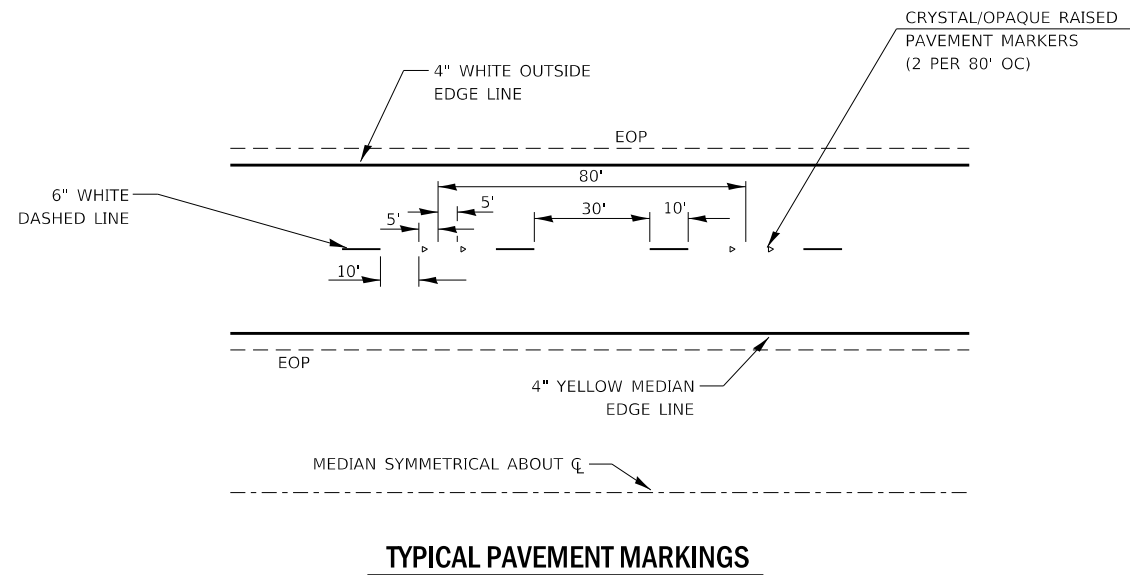 CRYSTAL/OPAQUE RAISED
PAVEMENT MARKERS
(2 PER 80' OC)
4" WHITE OUTSIDE
EDGE LINE
EOP
80'
6" WHITE
DASHED LINE
5'
5'
30'
10'
10'
EOP
4" YELLOW MEDIAN
EDGE LINE
MEDIAN SYMMETRICAL ABOUT ℄
TYPICAL PAVEMENT MARKINGS